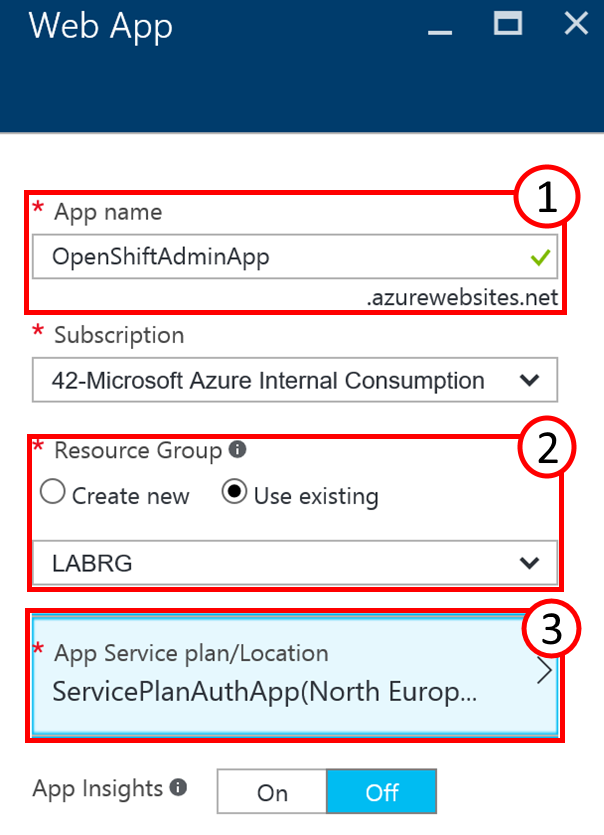 Web App
1
* App name
OpenShiftAdminApp
.azurewebsites.net
* Subscription
42-Microsoft Azure Internal Consumption
2
* Resource Group
Create new Use existing
LABRG
3
* App Service plan/Location
ServicePlanAuthApp(North Europ...
App Insights On Off